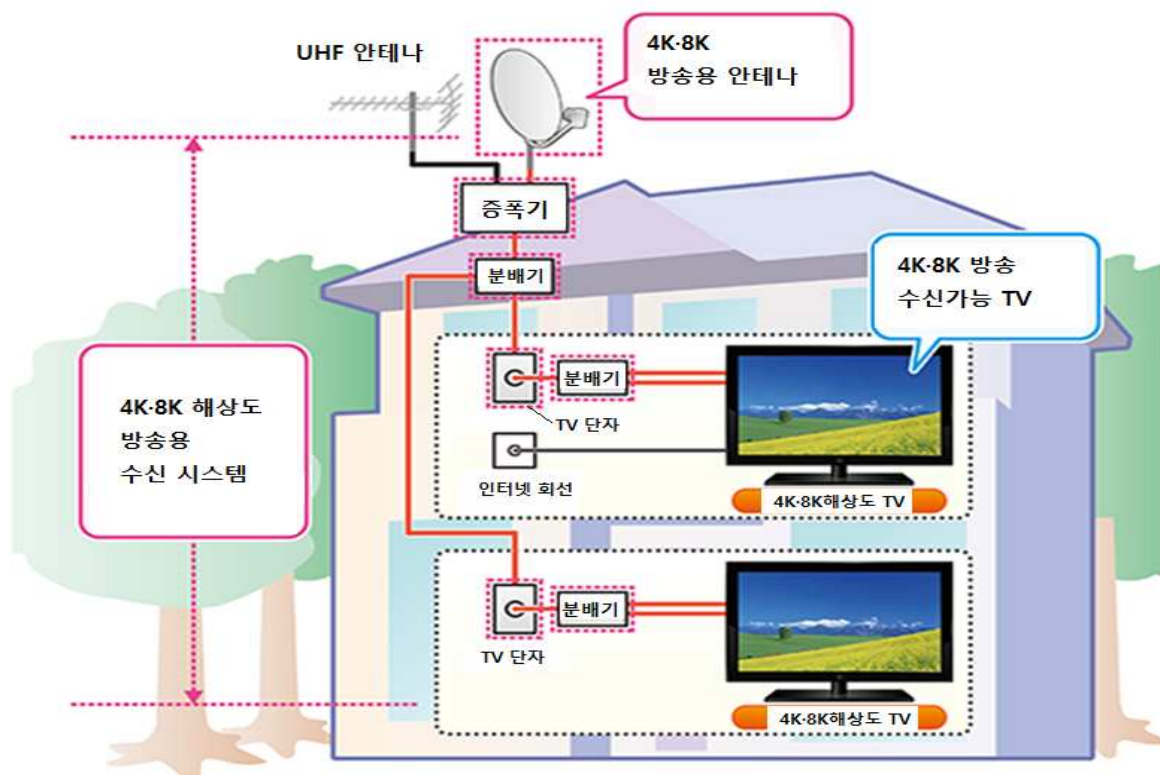 UHF 안테나
4K·8K
방송용 안테나
증폭기
분배기
4K·8K 방송
수신가능 TV
4K·8K 해상도
방송용
수신 시스템
분배기
TV 단자
인터넷 회선
4K·8K해상도 TV
분배기
TV 단자
4K·8K해상도 TV